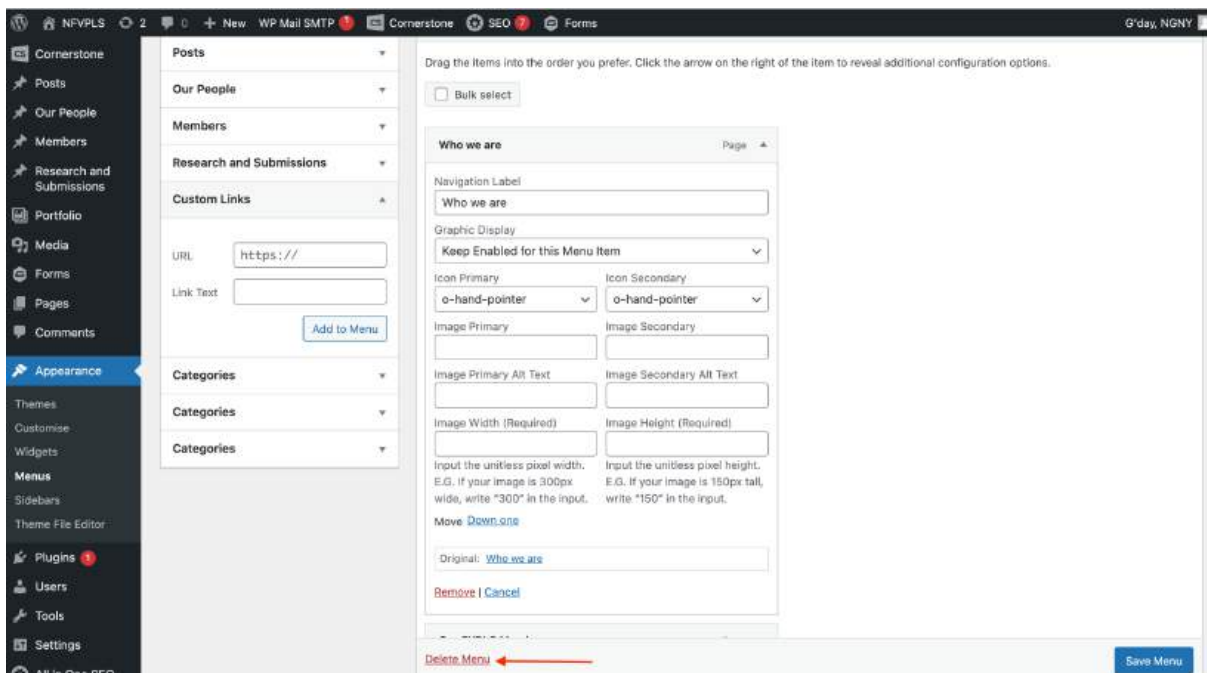 NFVPLS 2 0 + New WP Mail SMTP 1 Cornerstone SEO 7 Forms G'day, NGNY
Cornerstone
Posts
Our People
Members
Research and
Submissions
Portfolio
Media
Forms
Pages
Comments
Appearance
Themes
Customise
Widgets
Menus
Sidebars
Theme File Editor
Plugins 1
Users
Tools
Settings
All in One SEO
Posts
Our People
Members
Research and Submissions
Custom Links
URL https://
Link Text
Add to Menu
Categories
Categories
Categories
Drag the items into the order you prefer. Click the arrow on the right of the item to reveal additional configuration options.
Bulk select
Who we are Page
Navigation Label
Who we are
Graphic Display
Keep Enabled for this Menu Item
Icon Primary Icon Secondary
o-hand-pointer o-hand-pointer
Image Primary Image Secondary
Image Primary Alt Text Image Secondary Alt Text
Image Width (Required) Image Height (Required)
Input the unitless pixel width. Input the unitless pixel height.
E.G. If your image is 300px E.G. If your image is 150px tall,
wide, write "300" in the input. write "150" in the input.
Move Down one
Original: Who we are
Remove | Cancel
Delete Menu Save Menu